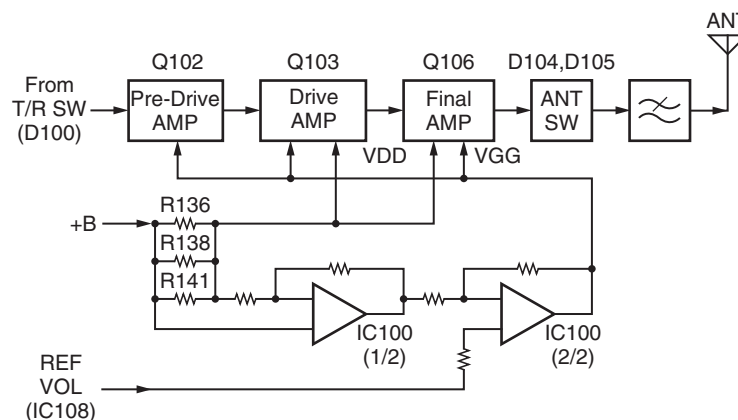 ANT
Q102
Q103
Q106
D104,D105
From
T/R SW
(D100)
Pre-Drive
AMP
Drive
AMP
Final
AMP
ANT
SW
VDD
VGG
+B
R136
R138
R141
IC100
(1/2)
IC100
(2/2)
REF
VOL
(IC108)